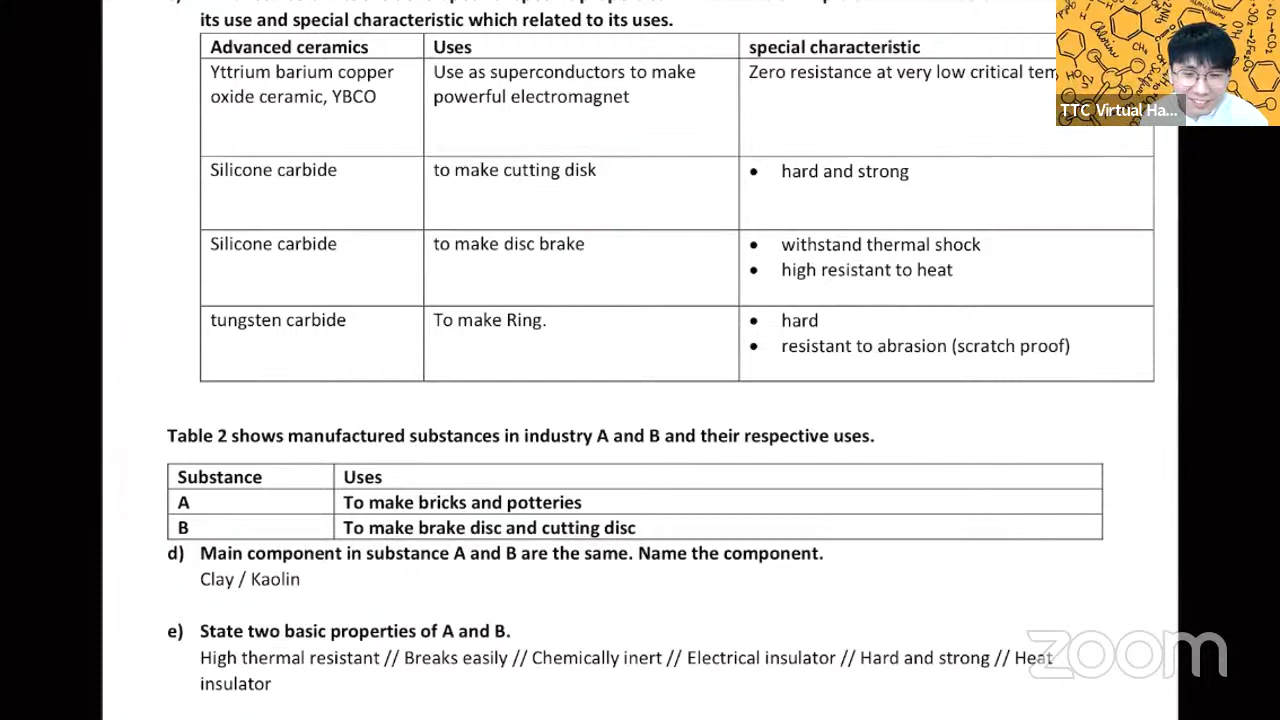 its use and special characteristic which related to its uses.
Advanced ceramics Uses special characteristic
Yttrium barium copper Use as superconductors to make Zero resistance at very low critical tem
oxide ceramic, YBCO powerful electromagnet
Silicone carbide to make cutting disk • hard and strong
Silicone carbide to make disc brake • withstand thermal shock
• high resistant to heat
tungsten carbide To make Ring. • hard
• resistant to abrasion (scratch proof)
Table 2 shows manufactured substances in industry A and B and their respective uses.
Substance Uses
A To make bricks and potteries
B To make brake disc and cutting disc
d) Main component in substance A and B are the same. Name the component.
Clay / Kaolin
e) State two basic properties of A and B.
High thermal resistant // Breaks easily // Chemically inert // Electrical insulator // Hard and strong // Heat
insulator
TTC Virtual Ha...
zoom